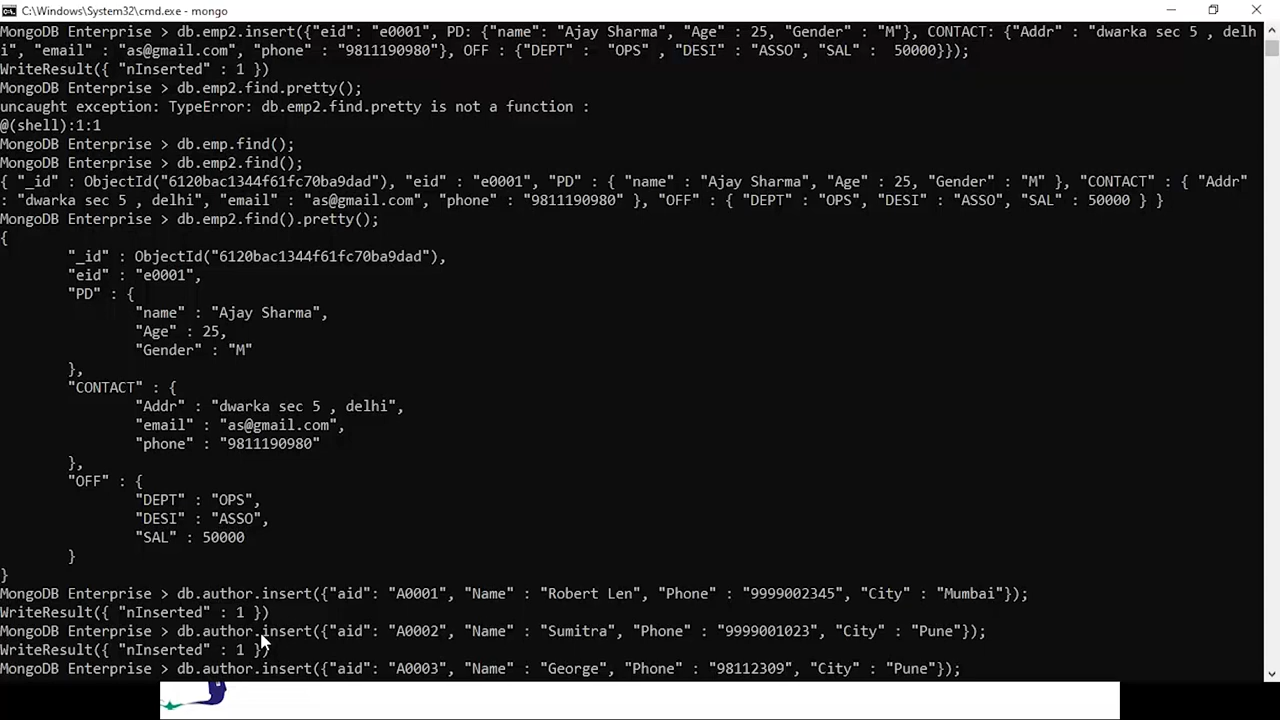 C:\Windows\System32\cmd.exe - mongo
MongoDB Enterprise > db.emp2.insert({"eid": "e0001", PD: {"name": "Ajay Sharma", "Age" : 25, "Gender" : "M"}, CONTACT: {"Addr" : "dwarka sec 5 , delh
i", "email" : "as@gmail.com", "phone" : "9811190980"}, OFF : {"DEPT" : "OPS" , "DESI" : "ASSO", "SAL" :  50000}});
WriteResult({ "nInserted" : 1 })
MongoDB Enterprise > db.emp2.find.pretty();
uncaught exception: TypeError: db.emp2.find.pretty is not a function :
@(shell):1:1
MongoDB Enterprise > db.emp.find();
MongoDB Enterprise > db.emp2.find();
{ "_id" : ObjectId("6120bac1344f61fc70ba9dad"), "eid" : "e0001", "PD" : { "name" : "Ajay Sharma", "Age" : 25, "Gender" : "M" }, "CONTACT" : { "Addr"
: "dwarka sec 5 , delhi", "email" : "as@gmail.com", "phone" : "9811190980" }, "OFF" : { "DEPT" : "OPS", "DESI" : "ASSO", "SAL" : 50000 } }
MongoDB Enterprise > db.emp2.find().pretty();
{
        "_id" : ObjectId("6120bac1344f61fc70ba9dad"),
        "eid" : "e0001",
        "PD" : {
                "name" : "Ajay Sharma",
                "Age" : 25,
                "Gender" : "M"
        },
        "CONTACT" : {
                "Addr" : "dwarka sec 5 , delhi",
                "email" : "as@gmail.com",
                "phone" : "9811190980"
        },
        "OFF" : {
                "DEPT" : "OPS",
                "DESI" : "ASSO",
                "SAL" : 50000
        }
}
MongoDB Enterprise > db.author.insert({"aid": "A0001", "Name" : "Robert Len", "Phone" : "9999002345", "City" : "Mumbai"});
WriteResult({ "nInserted" : 1 })
MongoDB Enterprise > db.author.insert({"aid": "A0002", "Name" : "Sumitra", "Phone" : "9999001023", "City" : "Pune"});
WriteResult({ "nInserted" : 1 })
MongoDB Enterprise > db.author.insert({"aid": "A0003", "Name" : "George", "Phone" : "98112309", "City" : "Pune"});